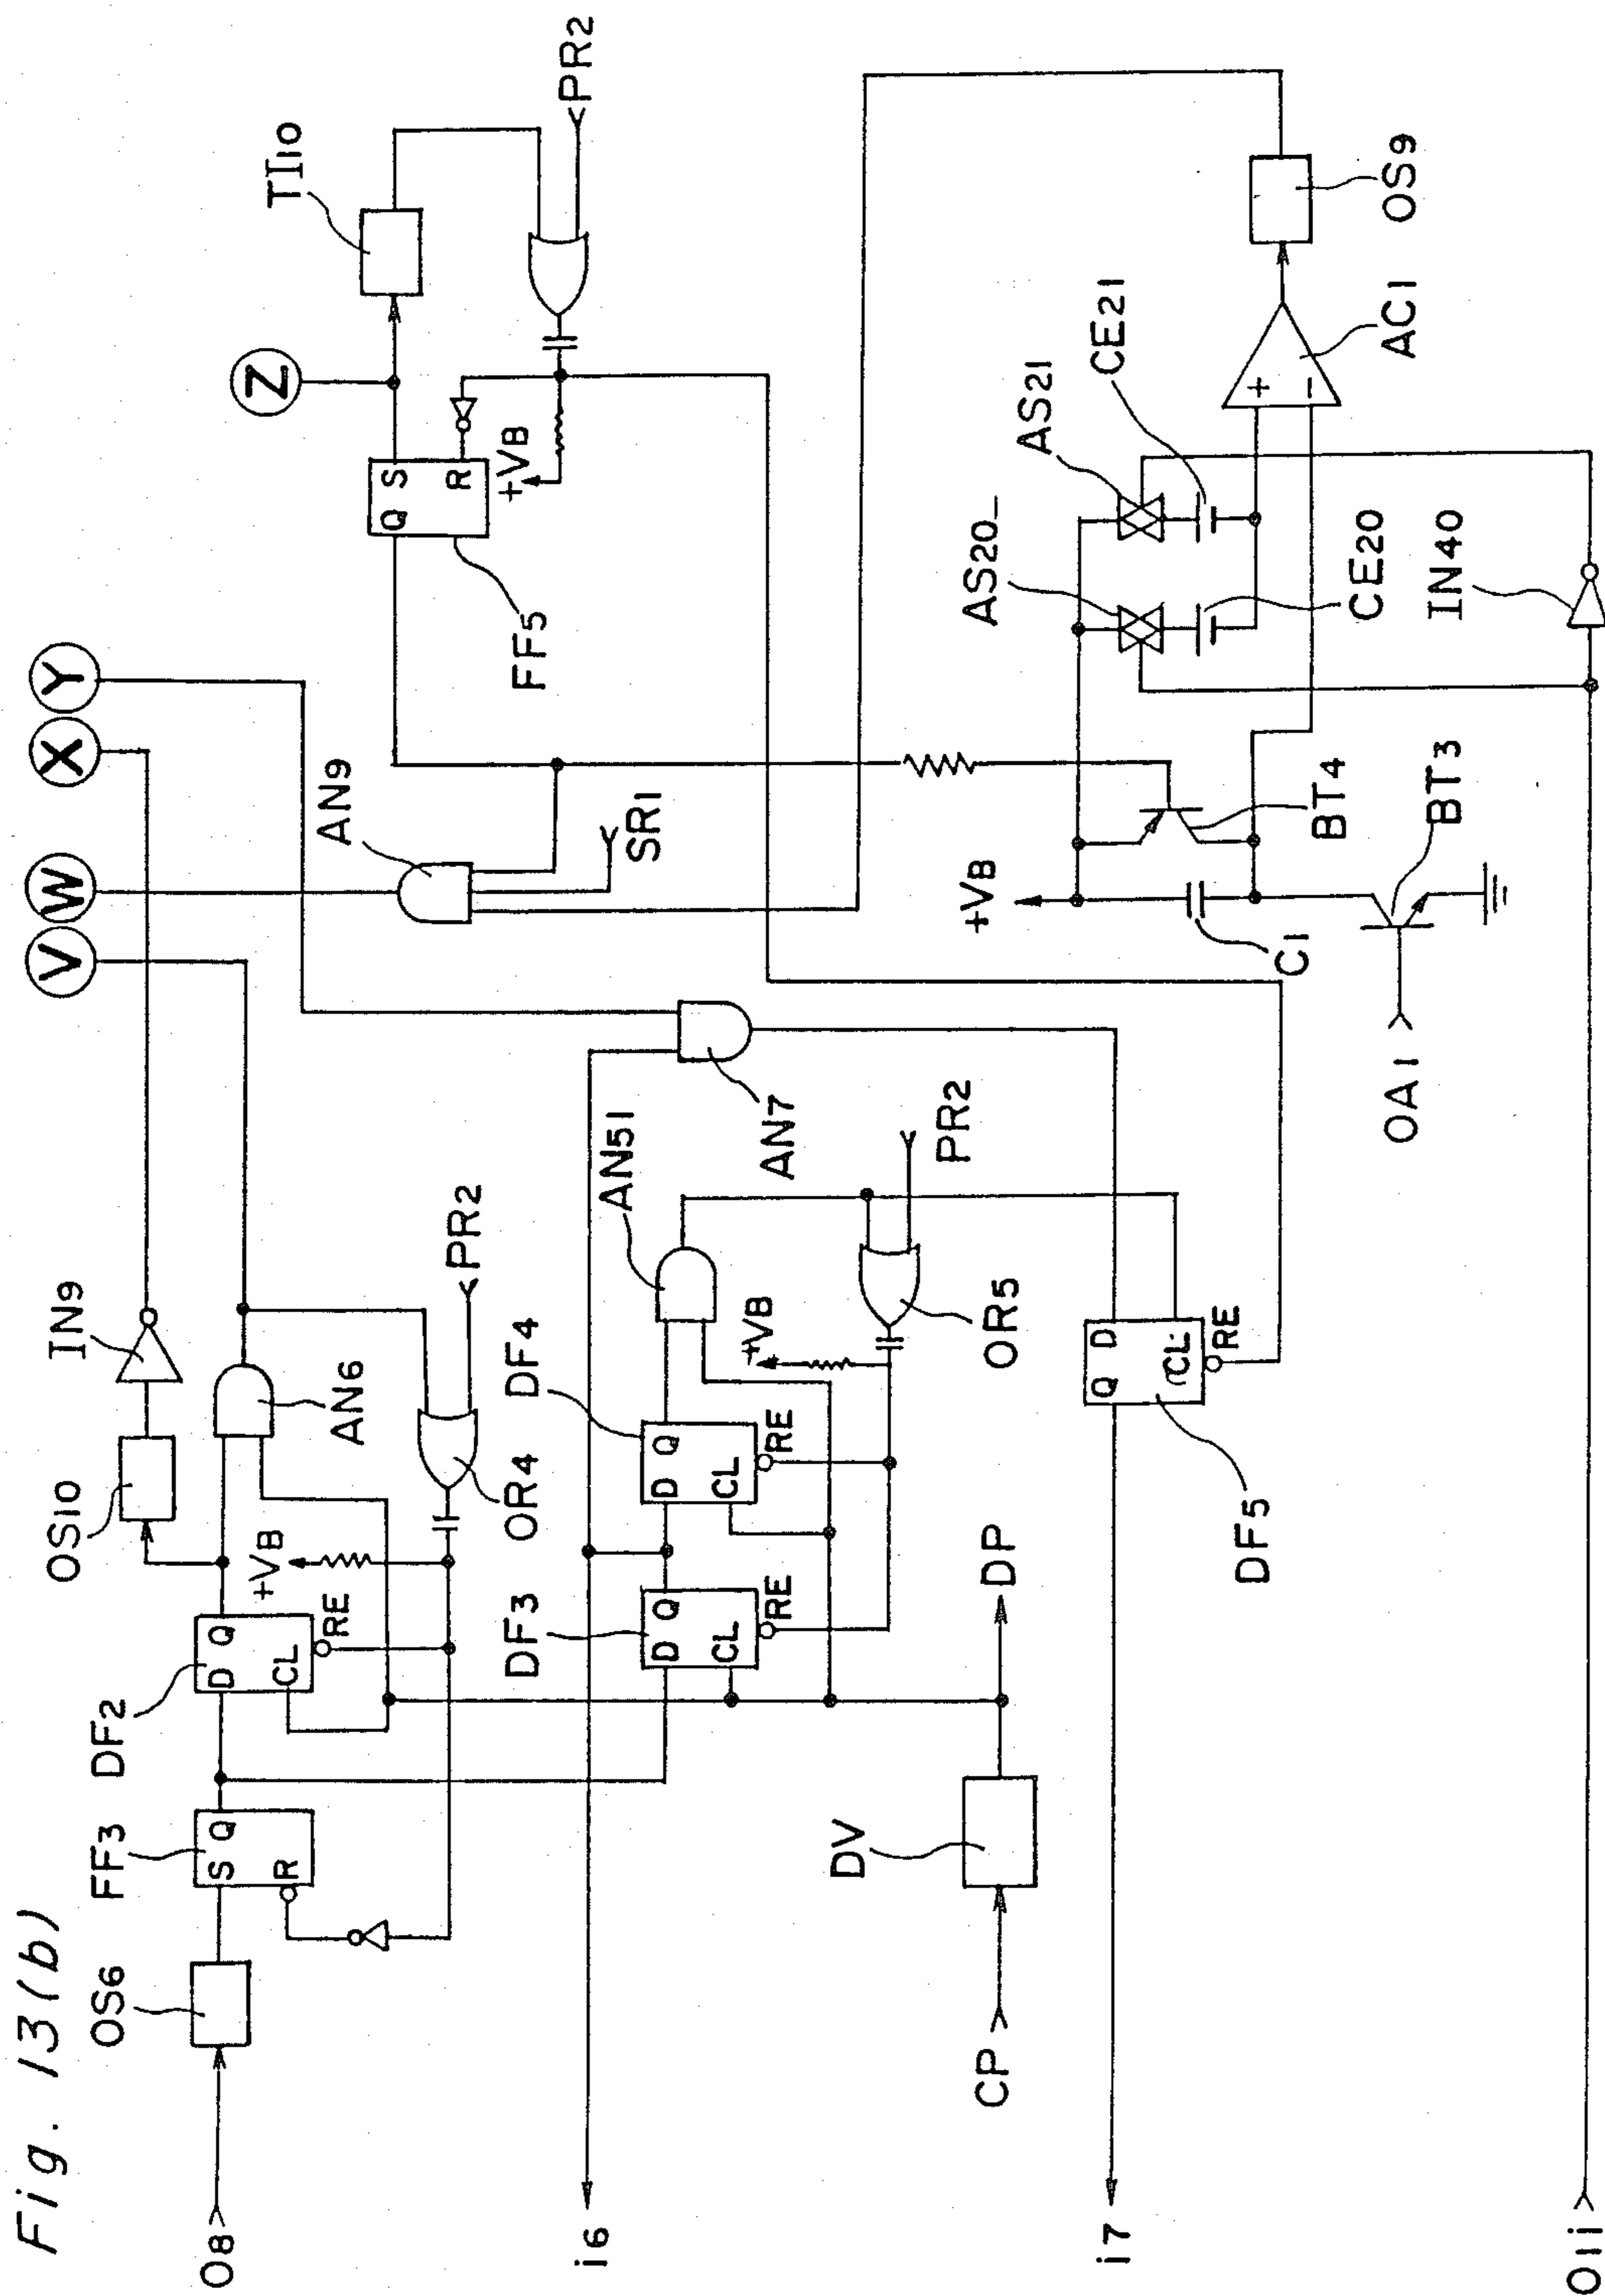 Fig. 13(b)
V
W
X
Y
Z
OS10
IN9
AN9
TI10
PR2
OS6
FF3
DF2
S
Q
R
D
Q
CL
RE
+VB
AN6
OR4
PR2
SR1
FF5
Q
S
R
+VB
O8
i6
DF3
D
Q
CL
RE
DF4
D
Q
CL
RE
+VB
AN51
OR5
PR2
AN7
DV
CP
DP
DF5
Q
D
CL
RE
i7
+VB
C1
BT4
BT3
OA1
AS20
AS21
CE20
CE21
IN40
+
−
AC1
OS9
O11